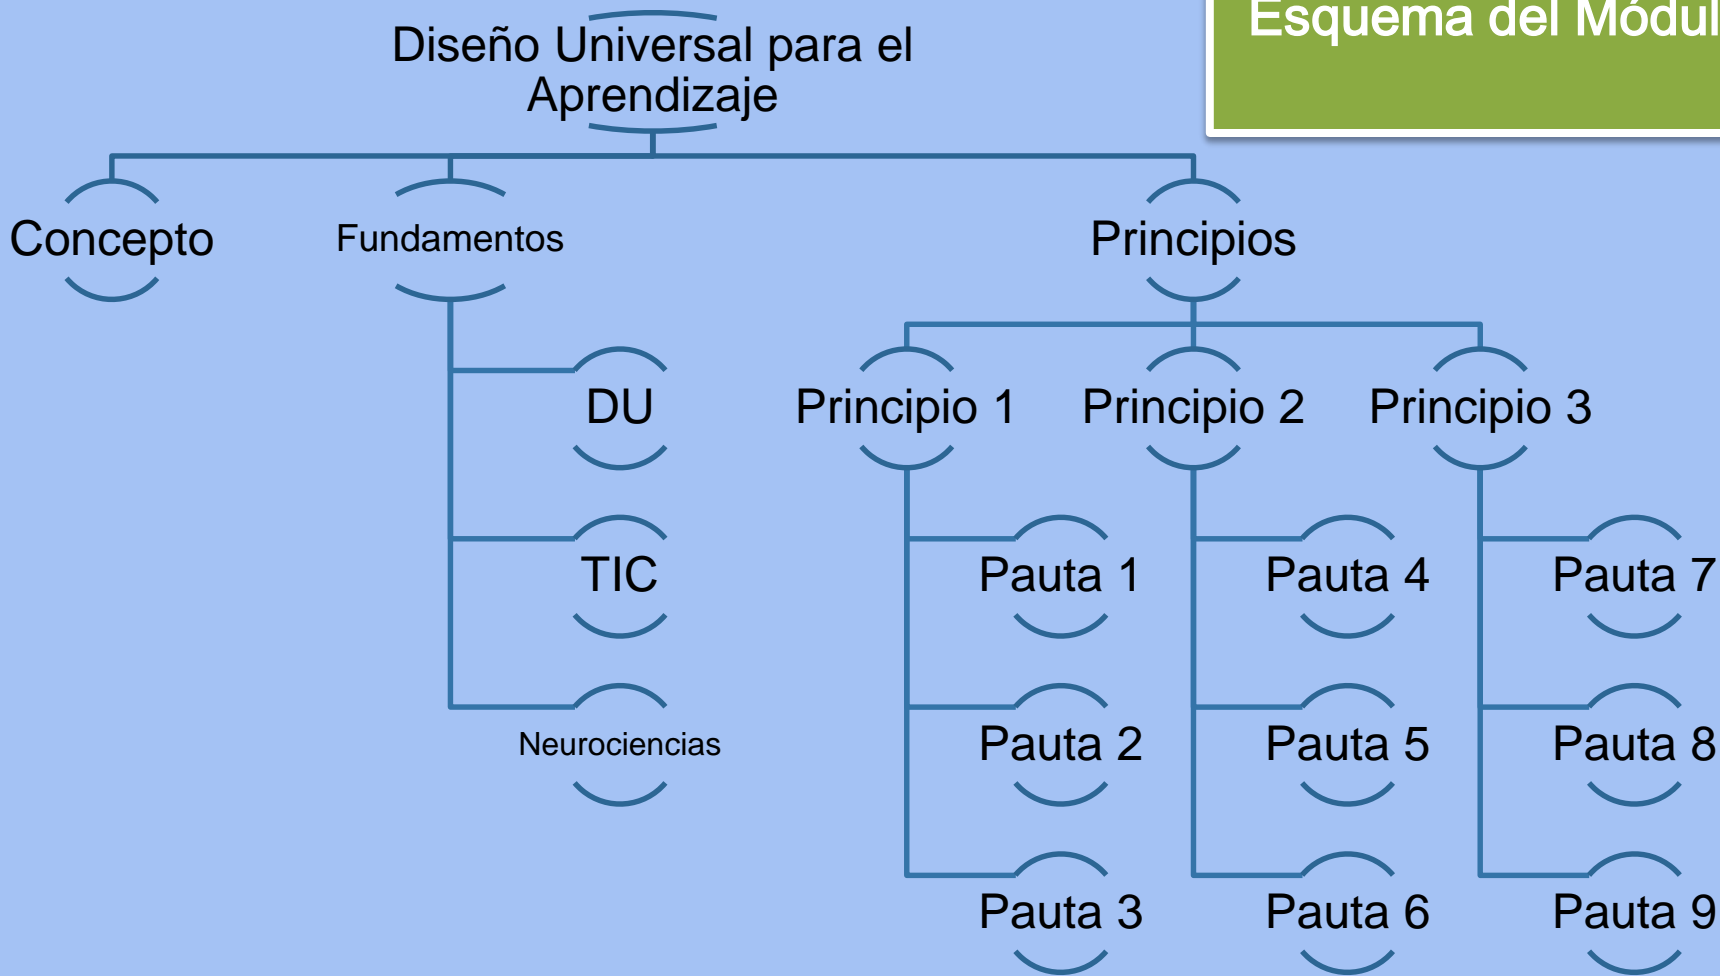 Esquema del Módul
Diseño Universal para el
Aprendizaje
Concepto
Fundamentos
Principios
DU
TIC
Neurociencias
Principio 1
Principio 2
Principio 3
Pauta 1
Pauta 2
Pauta 3
Pauta 4
Pauta 5
Pauta 6
Pauta 7
Pauta 8
Pauta 9